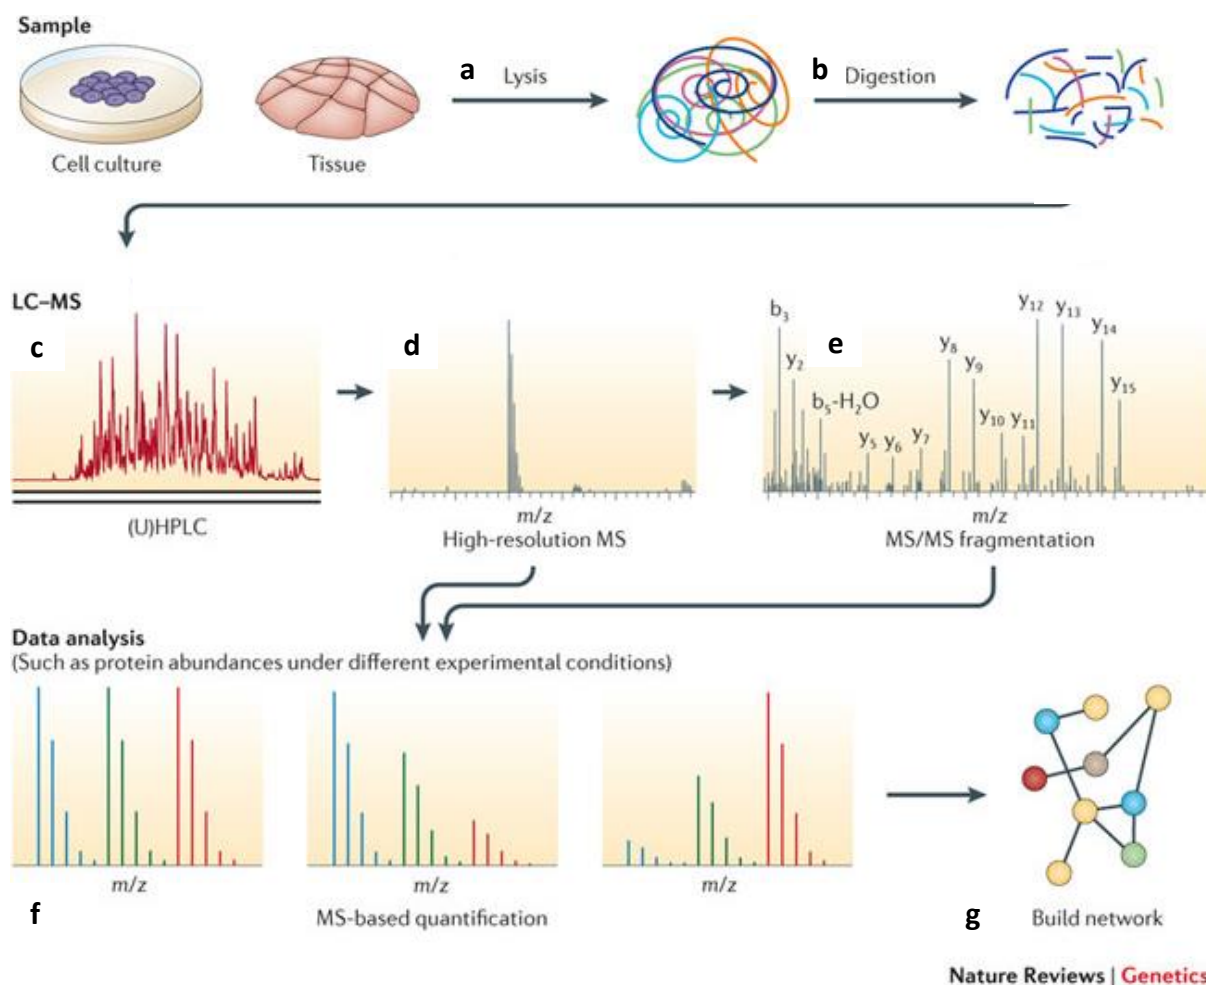 Sample
a Lysis
b Digestion
Cell culture
Tissue
LC–MS
c
d
e
b₃
y₂
b₅-H₂O
y₅
y₆
y₇
y₈
y₉
y₁₀
y₁₁
y₁₂
y₁₃
y₁₄
y₁₅
(U)HPLC
m/z
High-resolution MS
m/z
MS/MS fragmentation
Data analysis
(Such as protein abundances under different experimental conditions)
m/z
m/z
m/z
f
MS-based quantification
g
Build network
Nature Reviews | Genetics